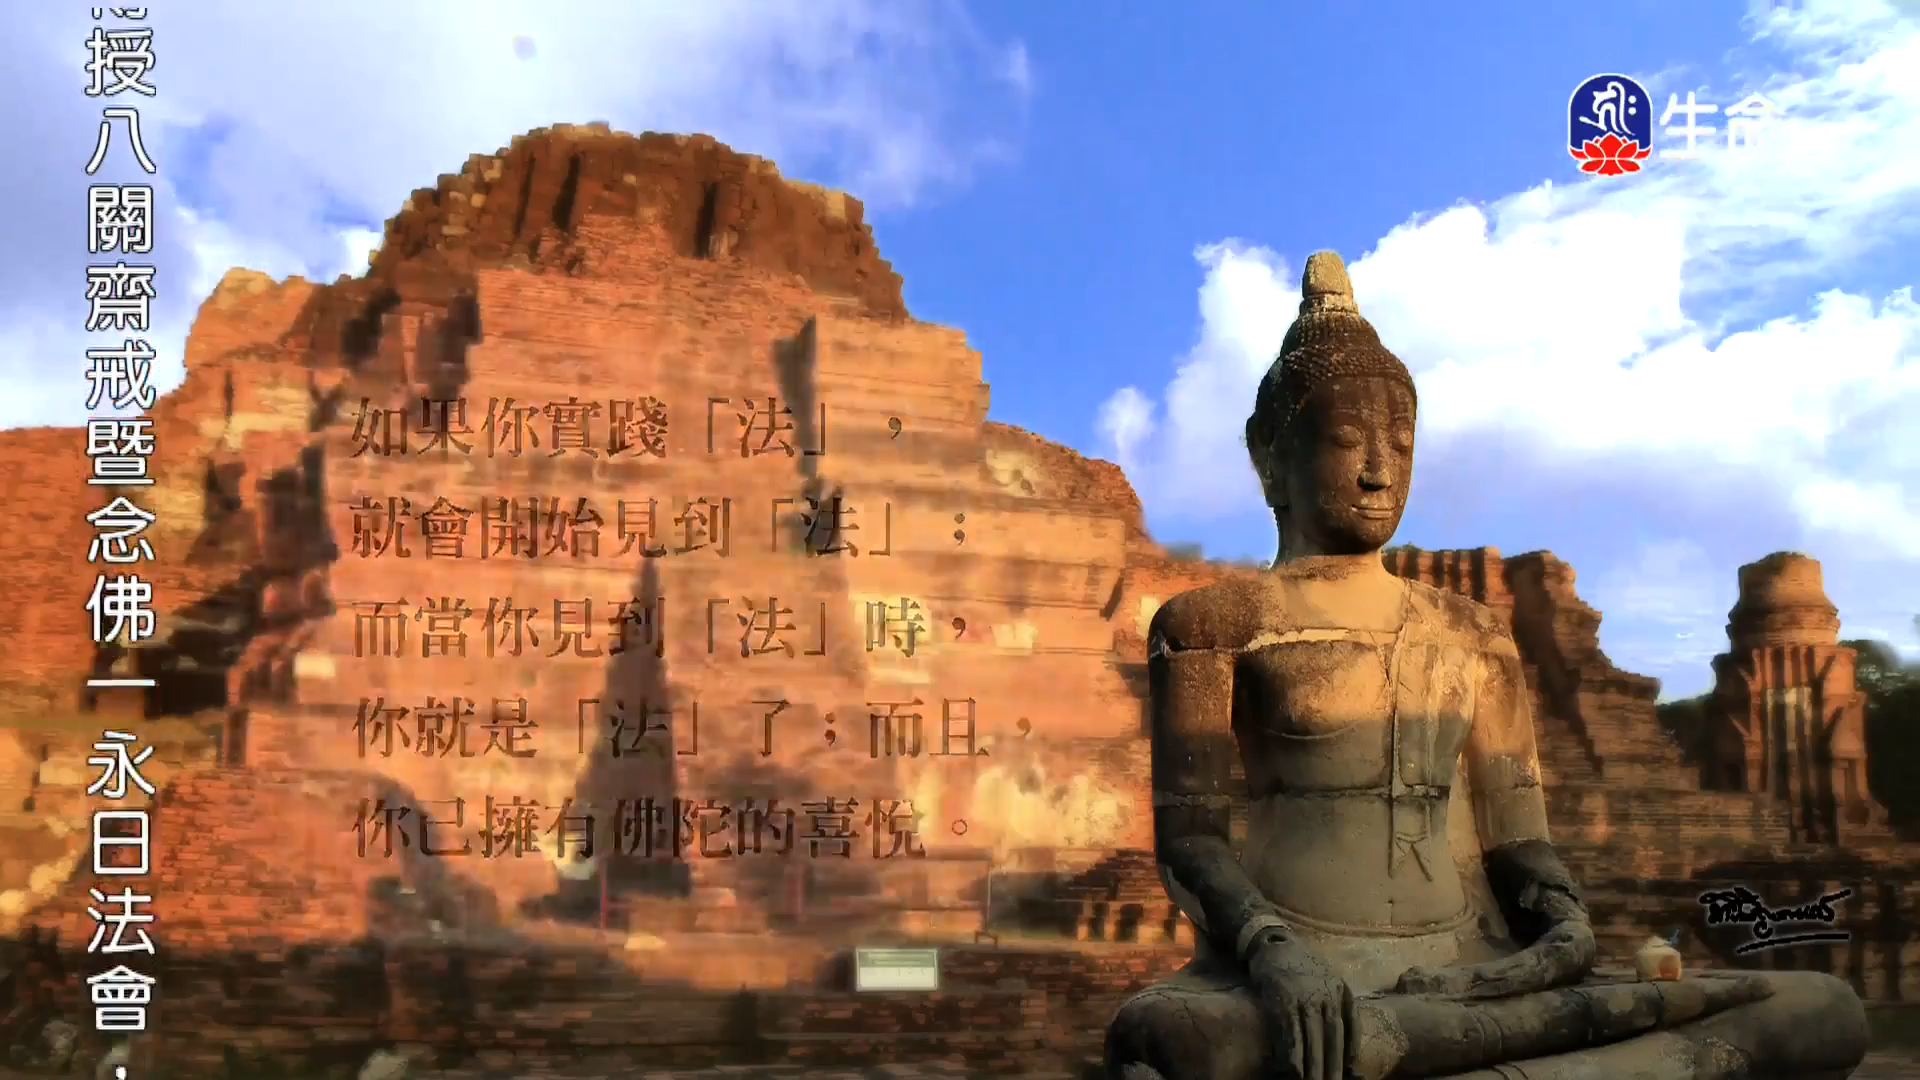 授八關齋戒暨念佛一永日法會，
生命
如果你實踐「法」，
就會開始見到「法」；
而當你見到「法」時，
你就是「法」了；而且，
你已擁有佛陀的喜悅。